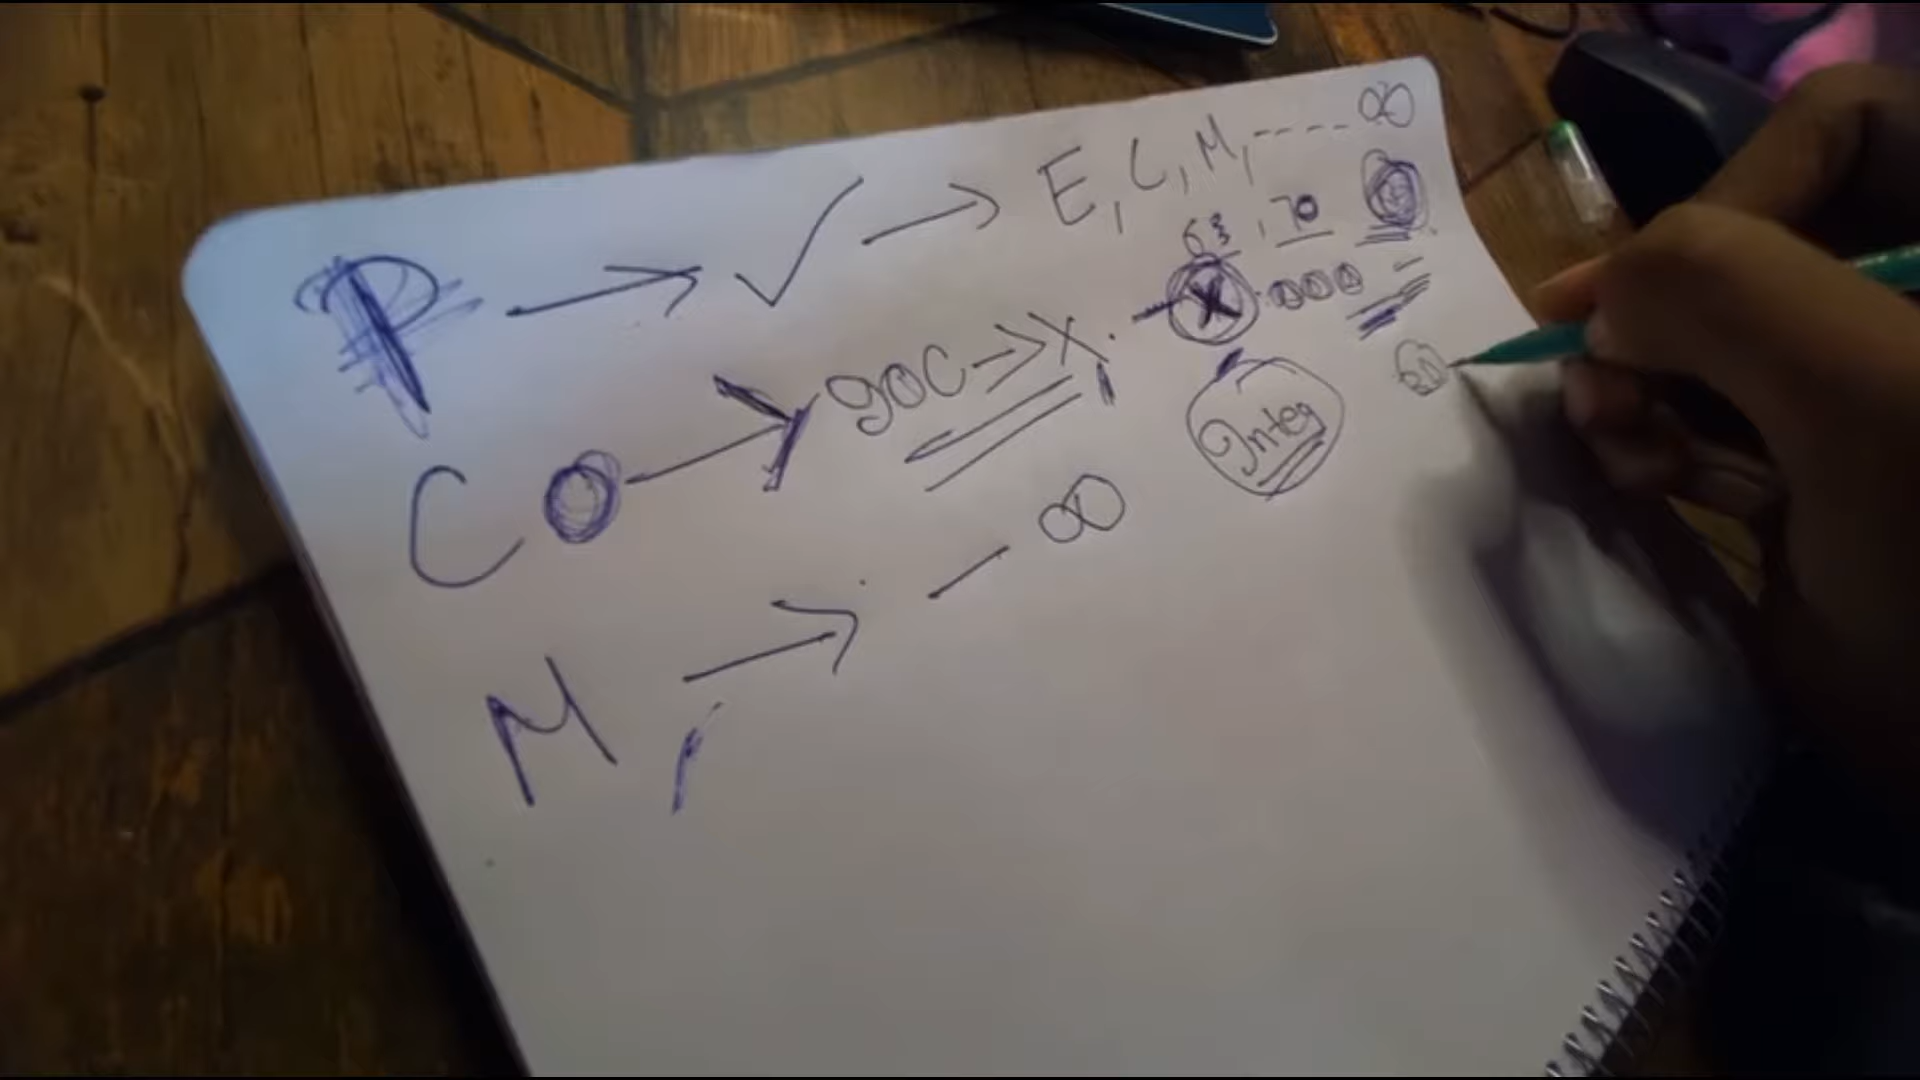 P → ✓ → E, C, M, ---- ∞
63, 70
C O → goc → X. - X
Integ
M → - ∞